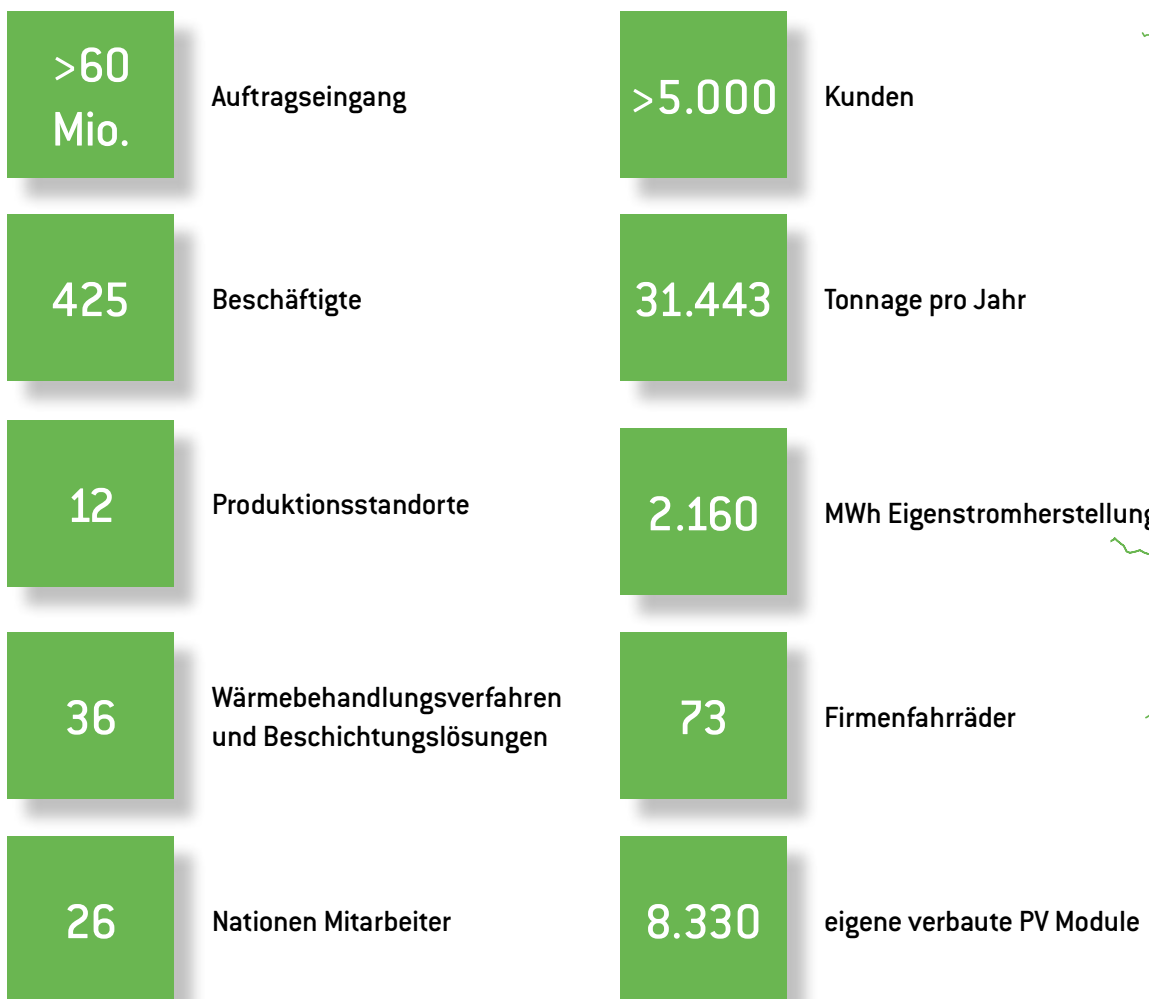 >60
Mio.
Auftragseingang
>5.000
Kunden
425
Beschäftigte
31.443
Tonnage pro Jahr
12
Produktionsstandorte
2.160
MWh Eigenstromherstellung
36
Wärmebehandlungsverfahren
und Beschichtungslösungen
73
Firmenfahrräder
26
Nationen Mitarbeiter
8.330
eigene verbaute PV Module